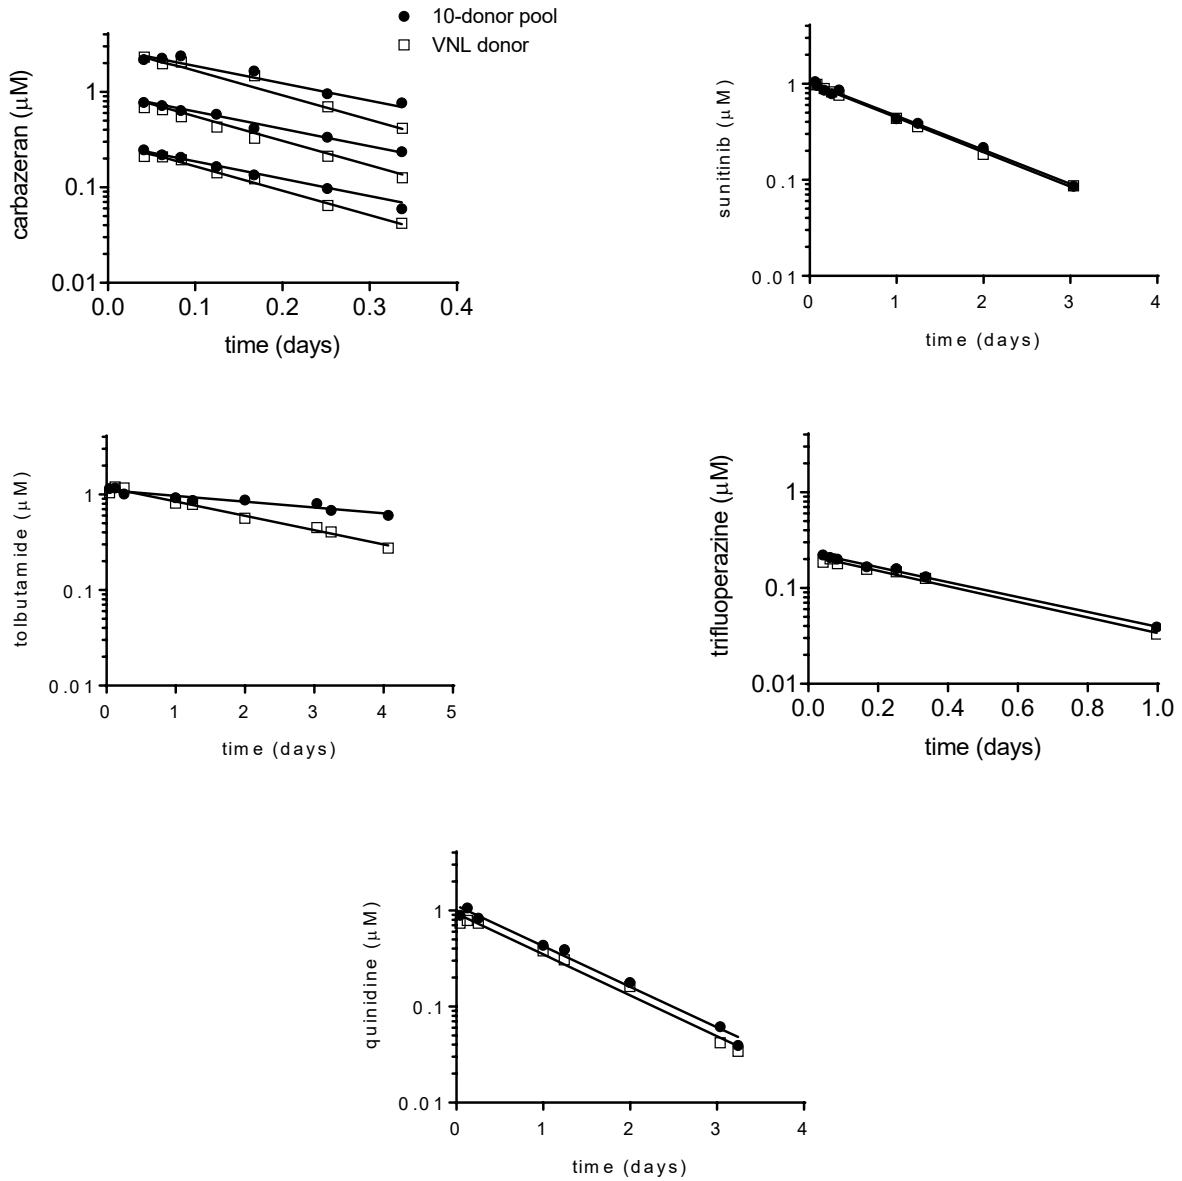 10-donor pool
VNL donor
carbazeran (μM)
1
0.1
0.01
0.0 0.1 0.2 0.3 0.4
time (days)
sunitinib (μM)
1
0.1
0.01
0 1 2 3 4
time (days)
tolbutamide (μM)
1
0.1
0.01
0 1 2 3 4 5
time (days)
trifluoperazine (μM)
1
0.1
0.01
0.0 0.2 0.4 0.6 0.8 1.0
time (days)
quinidine (μM)
1
0.1
0.01
0 1 2 3 4
time (days)